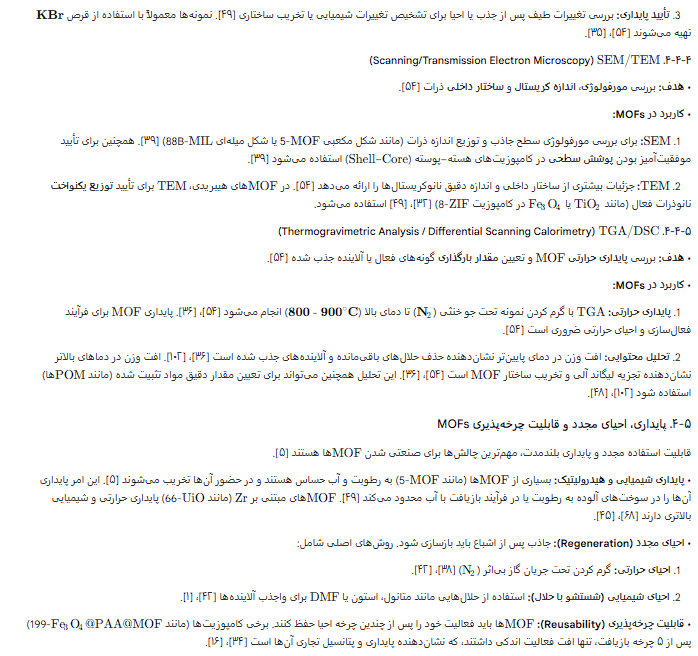 3. تأیید پایداری: بررسی تغییرات طیف پس از جذب یا احیا برای تشخیص تغییرات شیمیایی یا تخریب ساختاری [۴۹]. نمونه‌ها معمولاً با استفاده از قرص KBr
تهیه می‌شوند [۵۴]، [۳۵].
۴-۴-۴. SEM/TEM (Scanning/Transmission Electron Microscopy)
• هدف: بررسی مورفولوژی، اندازه کریستال و ساختار داخلی ذرات [۵۴].
• کاربرد در MOFs:
1. SEM: برای بررسی مورفولوژی سطح جاذب و توزیع اندازه ذرات (مانند شکل مکعبی MOF-5 یا شکل میله‌ای MIL-88B) [۳۹]. همچنین برای تأیید
موفقیت‌آمیز بودن پوشش سطحی در کامپوزیت‌های هسته-پوسته (Shell-Core) استفاده می‌شود [۳۹].
2. TEM: جزئیات بیشتری از ساختار داخلی و اندازه دقیق نانوکریستال‌ها را ارائه می‌دهد [۵۴]. در MOFهای هیبریدی، TEM برای تأیید توزیع یکنواخت
نانوذرات فعال (مانند TiO₂ یا Fe₃O₄ در کامپوزیت ZIF-8) [۳۲]، [۴۹] استفاده می‌شود.
۴-۴-۵. TGA/DSC (Thermogravimetric Analysis / Differential Scanning Calorimetry)
• هدف: بررسی پایداری حرارتی MOF و تعیین مقدار بارگذاری گونه‌های فعال یا آلاینده جذب شده [۵۴].
• کاربرد در MOFs:
1. پایداری حرارتی: TGA با گرم کردن نمونه تحت جو خنثی (N₂) تا دمای بالا (800 - 900°C) انجام می‌شود [۵۴]، [۳۶]. پایداری MOF برای فرآیند
فعال‌سازی و احیای حرارتی ضروری است [۵۴].
2. تحلیل محتوایی: افت وزن در دمای پایین‌تر نشان‌دهنده حذف حلال‌های باقی‌مانده و آلاینده‌های جذب شده است [۳۶]، [۱۰۲]. افت وزن در دماهای بالاتر
نشان‌دهنده تجزیه لیگاند آلی و تخریب ساختار MOF است [۵۴]، [۳۶]. این تحلیل همچنین می‌تواند برای تعیین مقدار دقیق مواد تثبیت شده (مانند POMها)
استفاده شود [۱۰۲]، [۴۸].
۴-۵. پایداری، احیای مجدد و قابلیت چرخه‌پذیری MOFs
قابلیت استفاده مجدد و پایداری بلندمدت، مهم‌ترین چالش‌ها برای صنعتی شدن MOFها هستند [۵].
• پایداری شیمیایی و هیدرولیتیک: بسیاری از MOFها (مانند MOF-5) به رطوبت و آب حساس هستند و در حضور آن‌ها تخریب می‌شوند [۵]. این امر پایداری
آن‌ها را در سوخت‌های آلوده به رطوبت یا در فرآیند بازیافت با آب محدود می‌کند [۴۹]. MOFهای مبتنی بر Zr (مانند UiO-66) پایداری حرارتی و شیمیایی
بالاتری دارند [۶۸]، [۴۵].
• احیای مجدد (Regeneration): جاذب پس از اشباع باید بازسازی شود. روش‌های اصلی شامل:
1. احیای حرارتی: گرم کردن تحت جریان گاز بی‌اثر (N₂) [۳۸]، [۴۲].
2. احیای شیمیایی (شستشو با حلال): استفاده از حلال‌هایی مانند متانول، استون یا DMF برای واجذب آلاینده‌ها [۴۲]، [۱].
• قابلیت چرخه‌پذیری (Reusability): MOFها باید فعالیت خود را پس از چندین چرخه احیا حفظ کنند. برخی کامپوزیت‌ها (مانند Fe₃O₄@PAA@MOF-199)
پس از ۵ چرخه بازیافت، تنها افت فعالیت اندکی داشتند، که نشان‌دهنده پایداری و پتانسیل تجاری آن‌ها است [۳۴]، [۱۶].